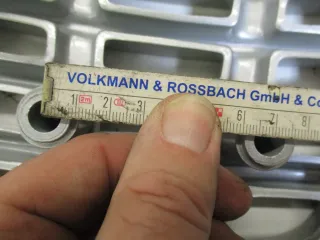 VOLKMANN & ROSSBACH GmbH & Co
1 2 3 6 7 8